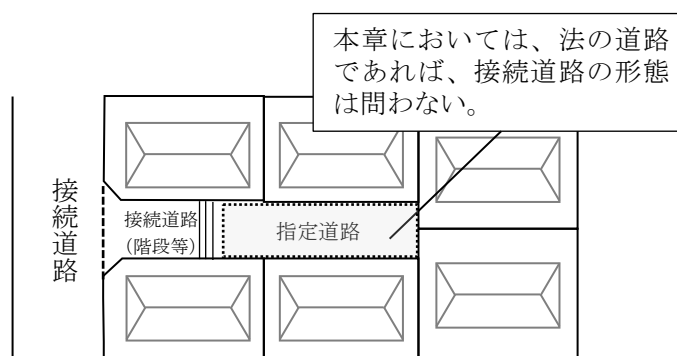 本章においては、法の道路
であれば、接続道路の形態
は問わない。
接続道路
接続道路
(階段等)
指定道路